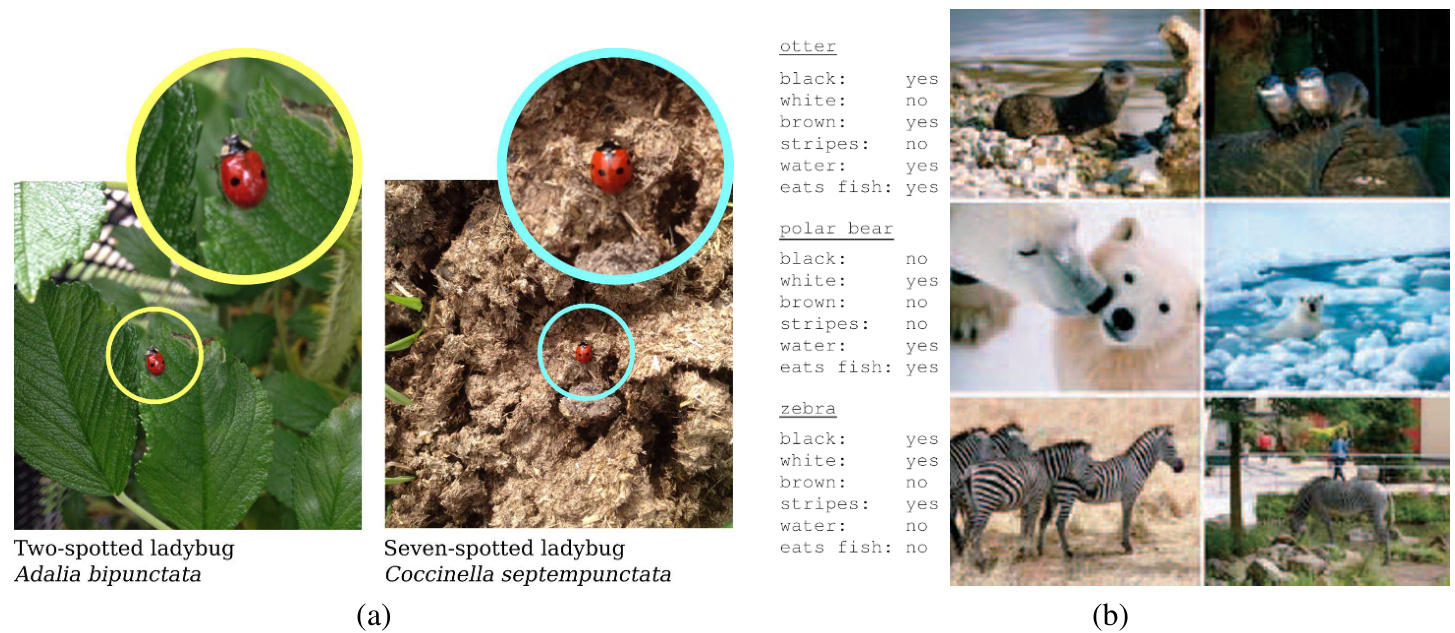 Two-spotted ladybug
Adalia bipunctata
Seven-spotted ladybug
Coccinella septempunctata
(a)
otter
black: yes
white: no
brown: yes
stripes: no
water: yes
eats fish: yes
polar bear
black: no
white: yes
brown: no
stripes: no
water: yes
eats fish: yes
zebra
black: yes
white: yes
brown: no
stripes: yes
water: no
eats fish: no
(b)